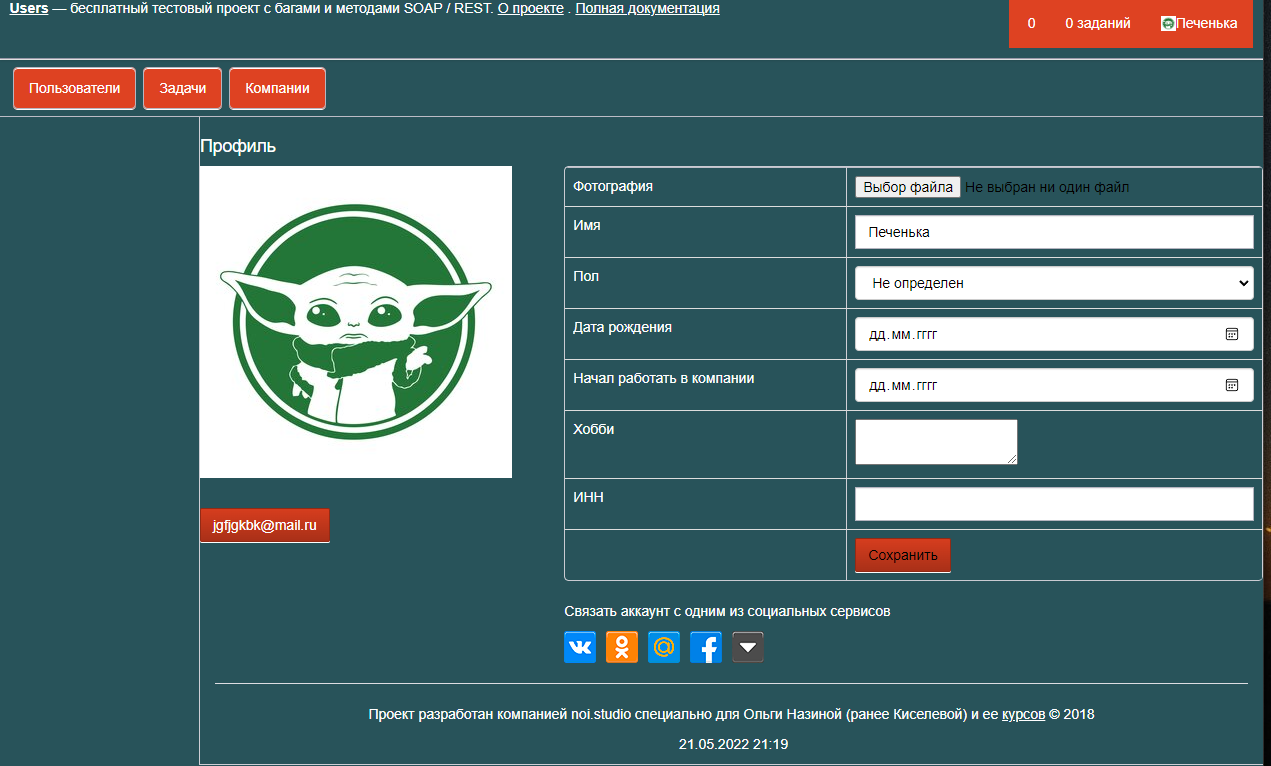 Users — бесплатный тестовый проект с багами и методами SOAP / REST. О проекте . Полная документация
0 0 заданий Печенька
Пользователи Задачи Компании
Профиль
Фотография Выбор файла Не выбран ни один файл
Имя Печенька
Пол Не определен
Дата рождения дд.мм.гггг
Начал работать в компании дд.мм.гггг
Хобби
ИНН
jgfjgkbk@mail.ru
Сохранить
Связать аккаунт с одним из социальных сервисов
Проект разработан компанией noi.studio специально для Ольги Назиной (ранее Киселевой) и ее курсов © 2018
21.05.2022 21:19